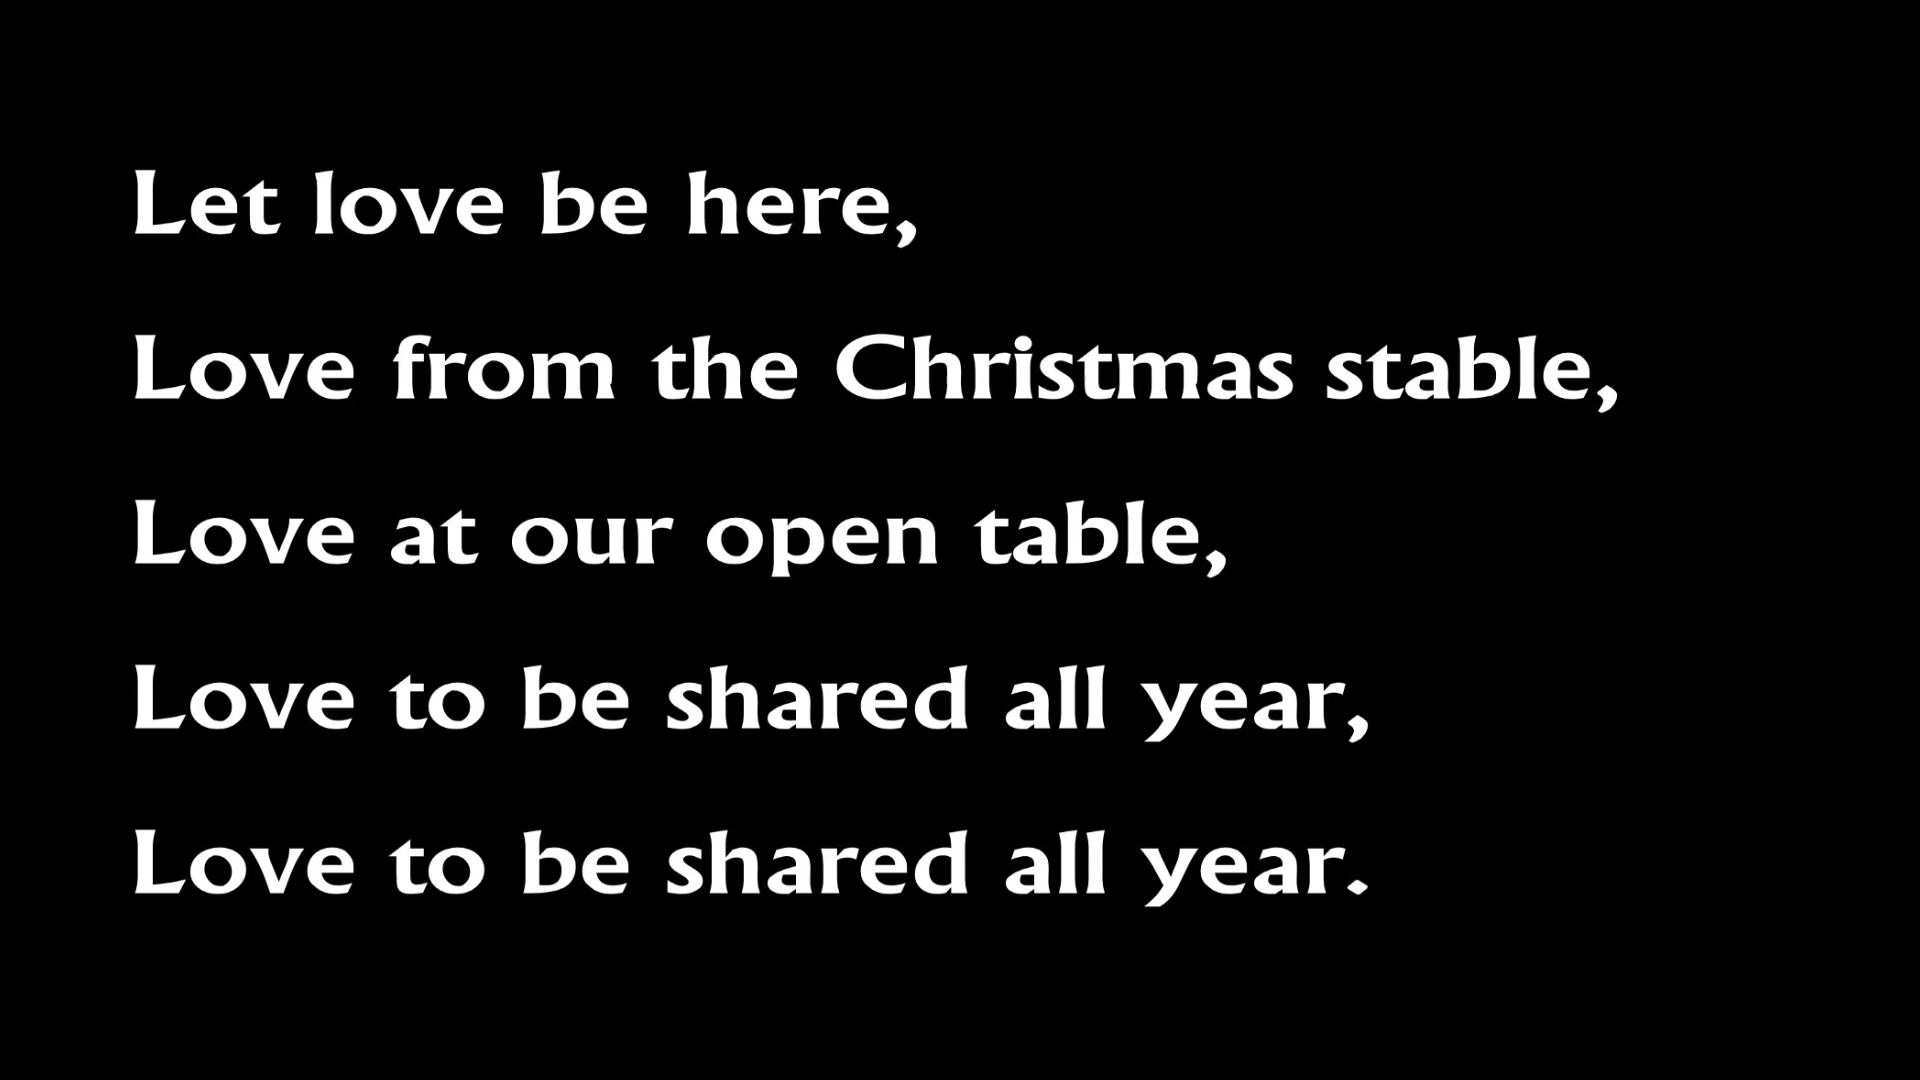 Let love be here,
Love from the Christmas stable,
Love at our open table,
Love to be shared all year,
Love to be shared all year.